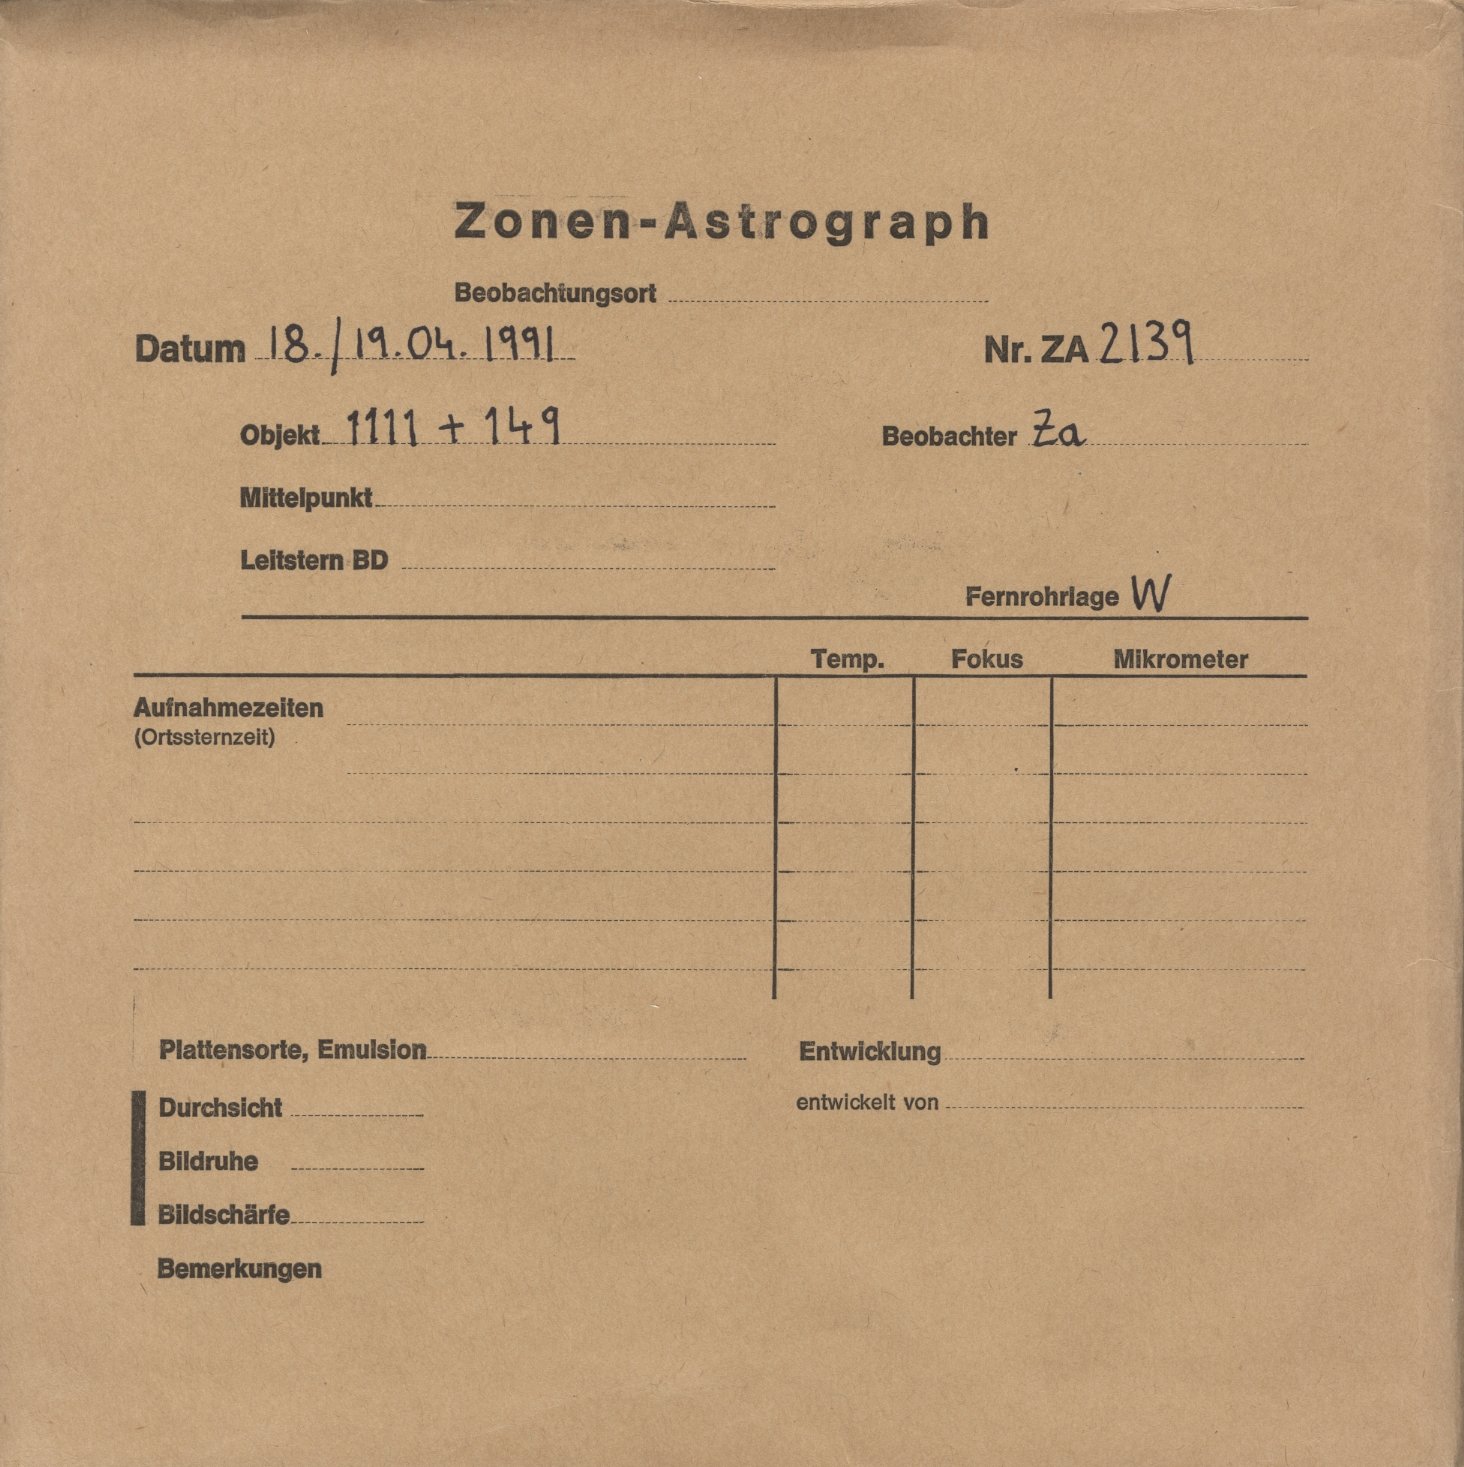 Zonen-Astrograph
Beobachtungsort
Datum 18./19.04.1991 Nr. ZA 2139
Objekt 1111 + 149 Beobachter Za
Mittelpunkt
Leitstern BD
Fernrohrlage W
Temp. Fokus Mikrometer
Aufnahmezeiten
(Ortssternzeit)
Plattensorte, Emulsion Entwicklung
Durchsicht entwickelt von
Bildruhe
Bildschärfe
Bemerkungen